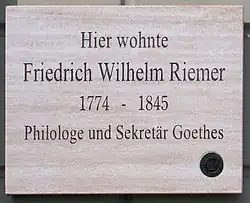 Hier wohnte
Friedrich Wilhelm Riemer
1774 - 1845
Philologe und Sekretär Goethes